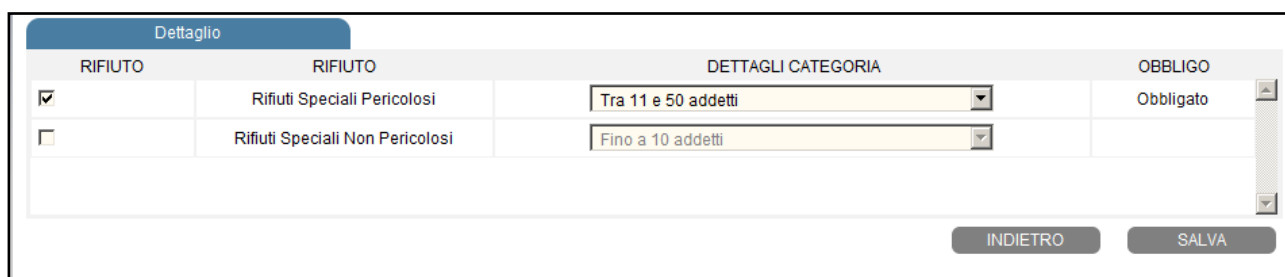 Dettaglio
RIFIUTO RIFIUTO DETTAGLI CATEGORIA OBBLIGO
Rifiuti Speciali Pericolosi Tra 11 e 50 addetti Obbligato
Rifiuti Speciali Non Pericolosi Fino a 10 addetti
INDIETRO SALVA